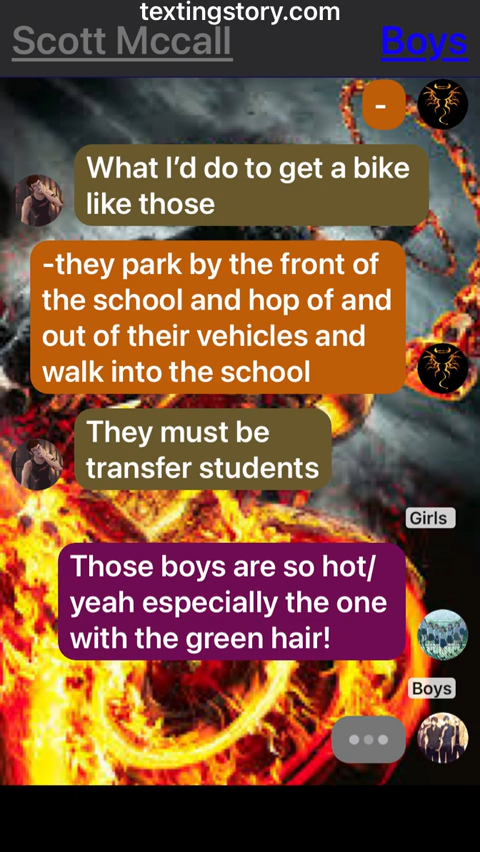 textingstory.com
Scott Mccall
Boys
-
What I’d do to get a bike
like those
-they park by the front of
the school and hop of and
out of their vehicles and
walk into the school
They must be
transfer students
Girls
Those boys are so hot/
yeah especially the one
with the green hair!
Boys